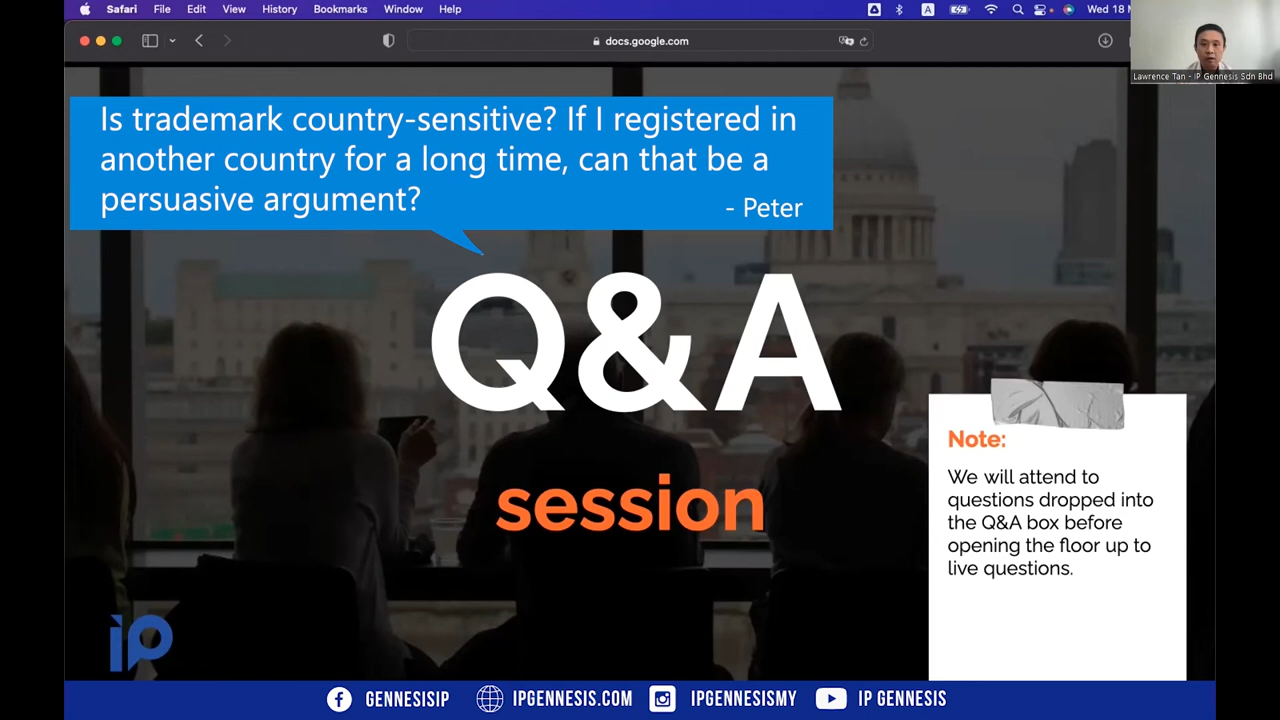 Safari File Edit View History Bookmarks Window Help
A
Wed 18
docs.google.com
Lawrence Tan - IP Gennesis Sdn Bhd
Is trademark country-sensitive? If I registered in
another country for a long time, can that be a
persuasive argument?
- Peter
Q&A
session
Note:
We will attend to
questions dropped into
the Q&A box before
opening the floor up to
live questions.
ip
GENNESISIP IPGENNESIS.COM IPGENNESISMY IP GENNESIS